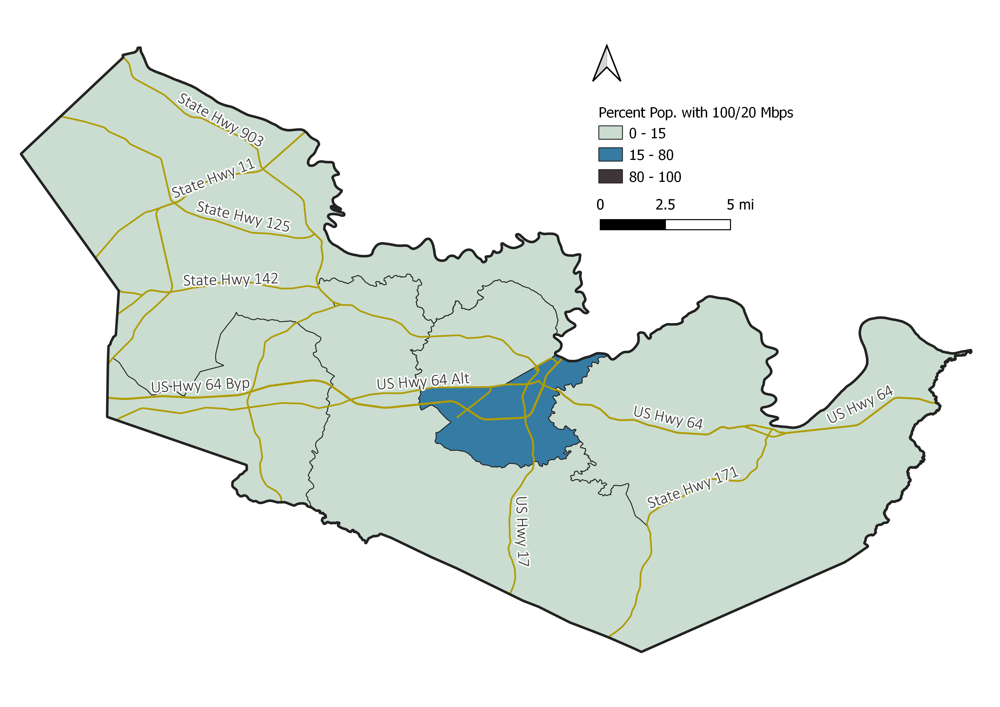 Percent Pop. with 100/20 Mbps
0 - 15
15 - 80
80 - 100
0 2.5 5 mi
State Hwy 903
State Hwy 11
State Hwy 125
State Hwy 142
US Hwy 64 Byp
US Hwy 64 Alt
US Hwy 64
US Hwy 64
State Hwy 171
US Hwy 17